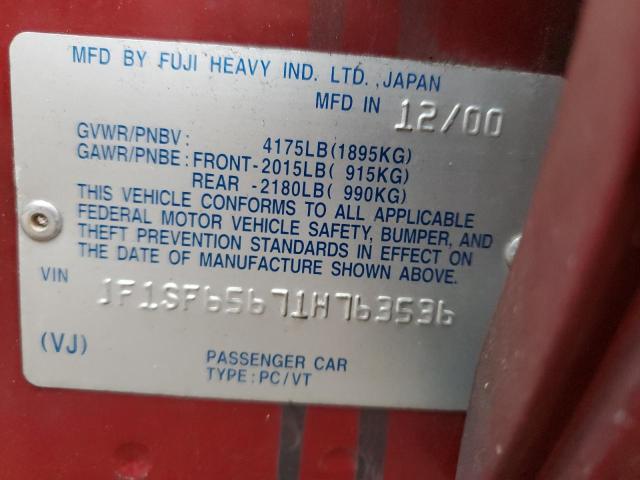 MFD BY FUJI HEAVY IND. LTD., JAPAN
MFD IN 12/00
GVWR/PNBV: 4175LB(1895KG)
GAWR/PNBE: FRONT-2015LB( 915KG)
REAR -2180LB( 990KG)
THIS VEHICLE CONFORMS TO ALL APPLICABLE
FEDERAL MOTOR VEHICLE SAFETY, BUMPER, AND
THEFT PREVENTION STANDARDS IN EFFECT ON
THE DATE OF MANUFACTURE SHOWN ABOVE.
VIN JF1SF65671H763536
(VJ) PASSENGER CAR
TYPE: PC/VT